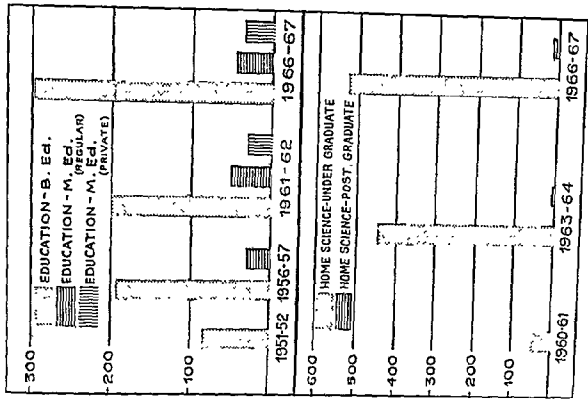 300
200
100
EDUCATION-B. Ed.
EDUCATION-M. Ed.
(REGULAR)
EDUCATION-M. Ed.
(PRIVATE)
1951-52
1956-57
1961-62
1966-67
600
500
400
300
200
100
HOME SCIENCE-UNDER GRADUATE
HOME SCIENCE-POST GRADUATE
1960-61
1963-64
1966-67